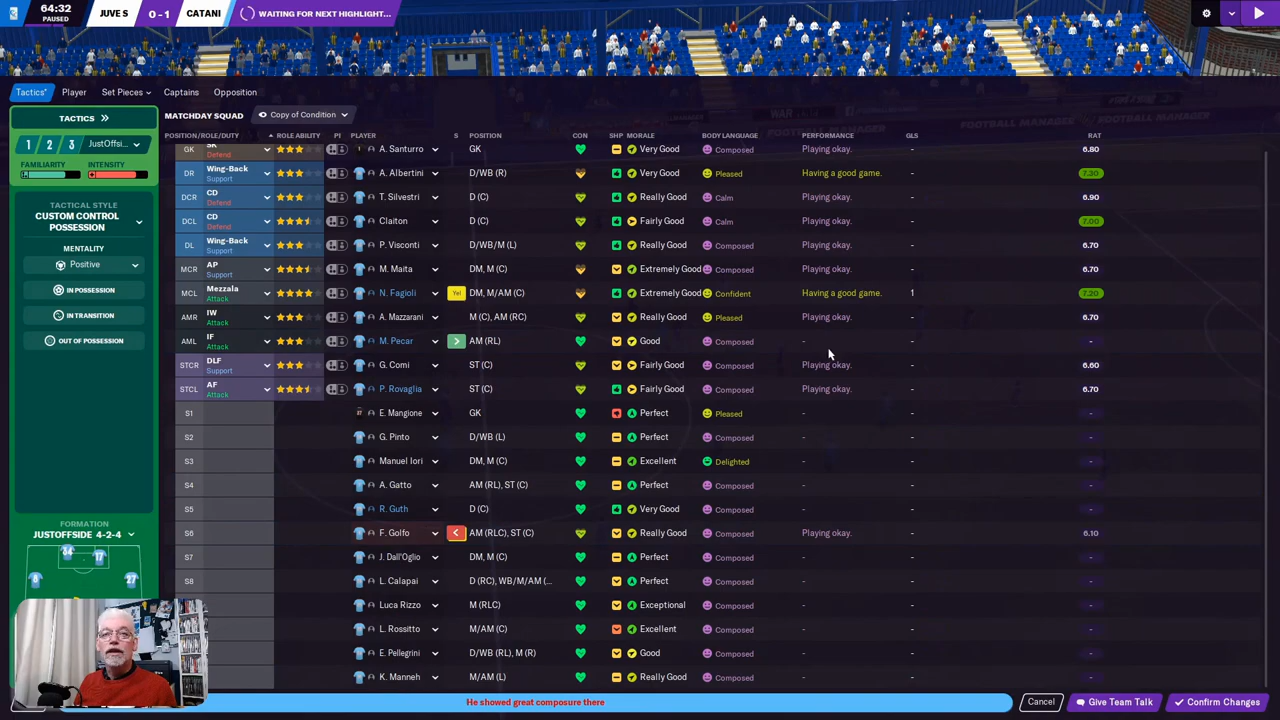 64:32
PAUSED
JUVE S
0 - 1
CATANI
WAITING FOR NEXT HIGHLIGHT...
Tactics*
Player
Set Pieces
Captains
Opposition
TACTICS
MATCHDAY SQUAD
Copy of Condition
1 2 3 JustOffsi...
FAMILIARITY INTENSITY
TACTICAL STYLE
CUSTOM CONTROL POSSESSION
MENTALITY
Positive
IN POSSESSION
IN TRANSITION
OUT OF POSSESSION
FORMATION
JUSTOFFSIDE 4-2-4
34 17
8 27
POSITION/ROLE/DUTY ROLE ABILITY PI PLAYER S POSITION CON SHP MORALE BODY LANGUAGE PERFORMANCE GLS RAT
GK SK Defend A. Santurro GK Very Good Composed Playing okay. - 6.80
DR Wing-Back Support A. Albertini D/WB (R) Very Good Pleased Having a good game. - 7.30
DCR CD Defend T. Silvestri D (C) Really Good Calm Playing okay. - 6.90
DCL CD Defend Claiton D (C) Fairly Good Calm Playing okay. - 7.00
DL Wing-Back Support P. Visconti D/WB/M (L) Really Good Composed Playing okay. - 6.70
MCR AP Support M. Maita DM, M (C) Extremely Good Composed Playing okay. - 6.70
MCL Mezzala Attack N. Fagioli Yel DM, M/AM (C) Extremely Good Confident Having a good game. 1 7.20
AMR IW Attack A. Mazzarani M (C), AM (RC) Really Good Pleased Playing okay. - 6.70
AML IF Attack M. Pecar AM (RL) Good Composed - - -
STCR DLF Support G. Comi ST (C) Fairly Good Composed Playing okay. - 6.60
STCL AF Attack P. Rovaglia ST (C) Fairly Good Composed Playing okay. - 6.70
S1 E. Mangione GK Perfect Pleased - - -
S2 G. Pinto D/WB (L) Perfect Composed - - -
S3 Manuel Iori DM, M (C) Excellent Delighted - - -
S4 A. Gatto AM (RL), ST (C) Perfect Composed - - -
S5 R. Guth D (C) Very Good Composed - - -
S6 F. Golfo AM (RLC), ST (C) Really Good Composed Playing okay. - 6.10
S7 J. Dall'Oglio DM, M (C) Perfect Composed - - -
S8 L. Calapai D (RC), WB/M/AM (... Perfect Composed - - -
Luca Rizzo M (RLC) Exceptional Composed - - -
L. Rossitto M/AM (C) Excellent Composed - - -
E. Pellegrini D/WB (RL), M (R) Good Composed - - -
K. Manneh M/AM (L) Really Good Composed - - -
He showed great composure there
Cancel
Give Team Talk
Confirm Changes